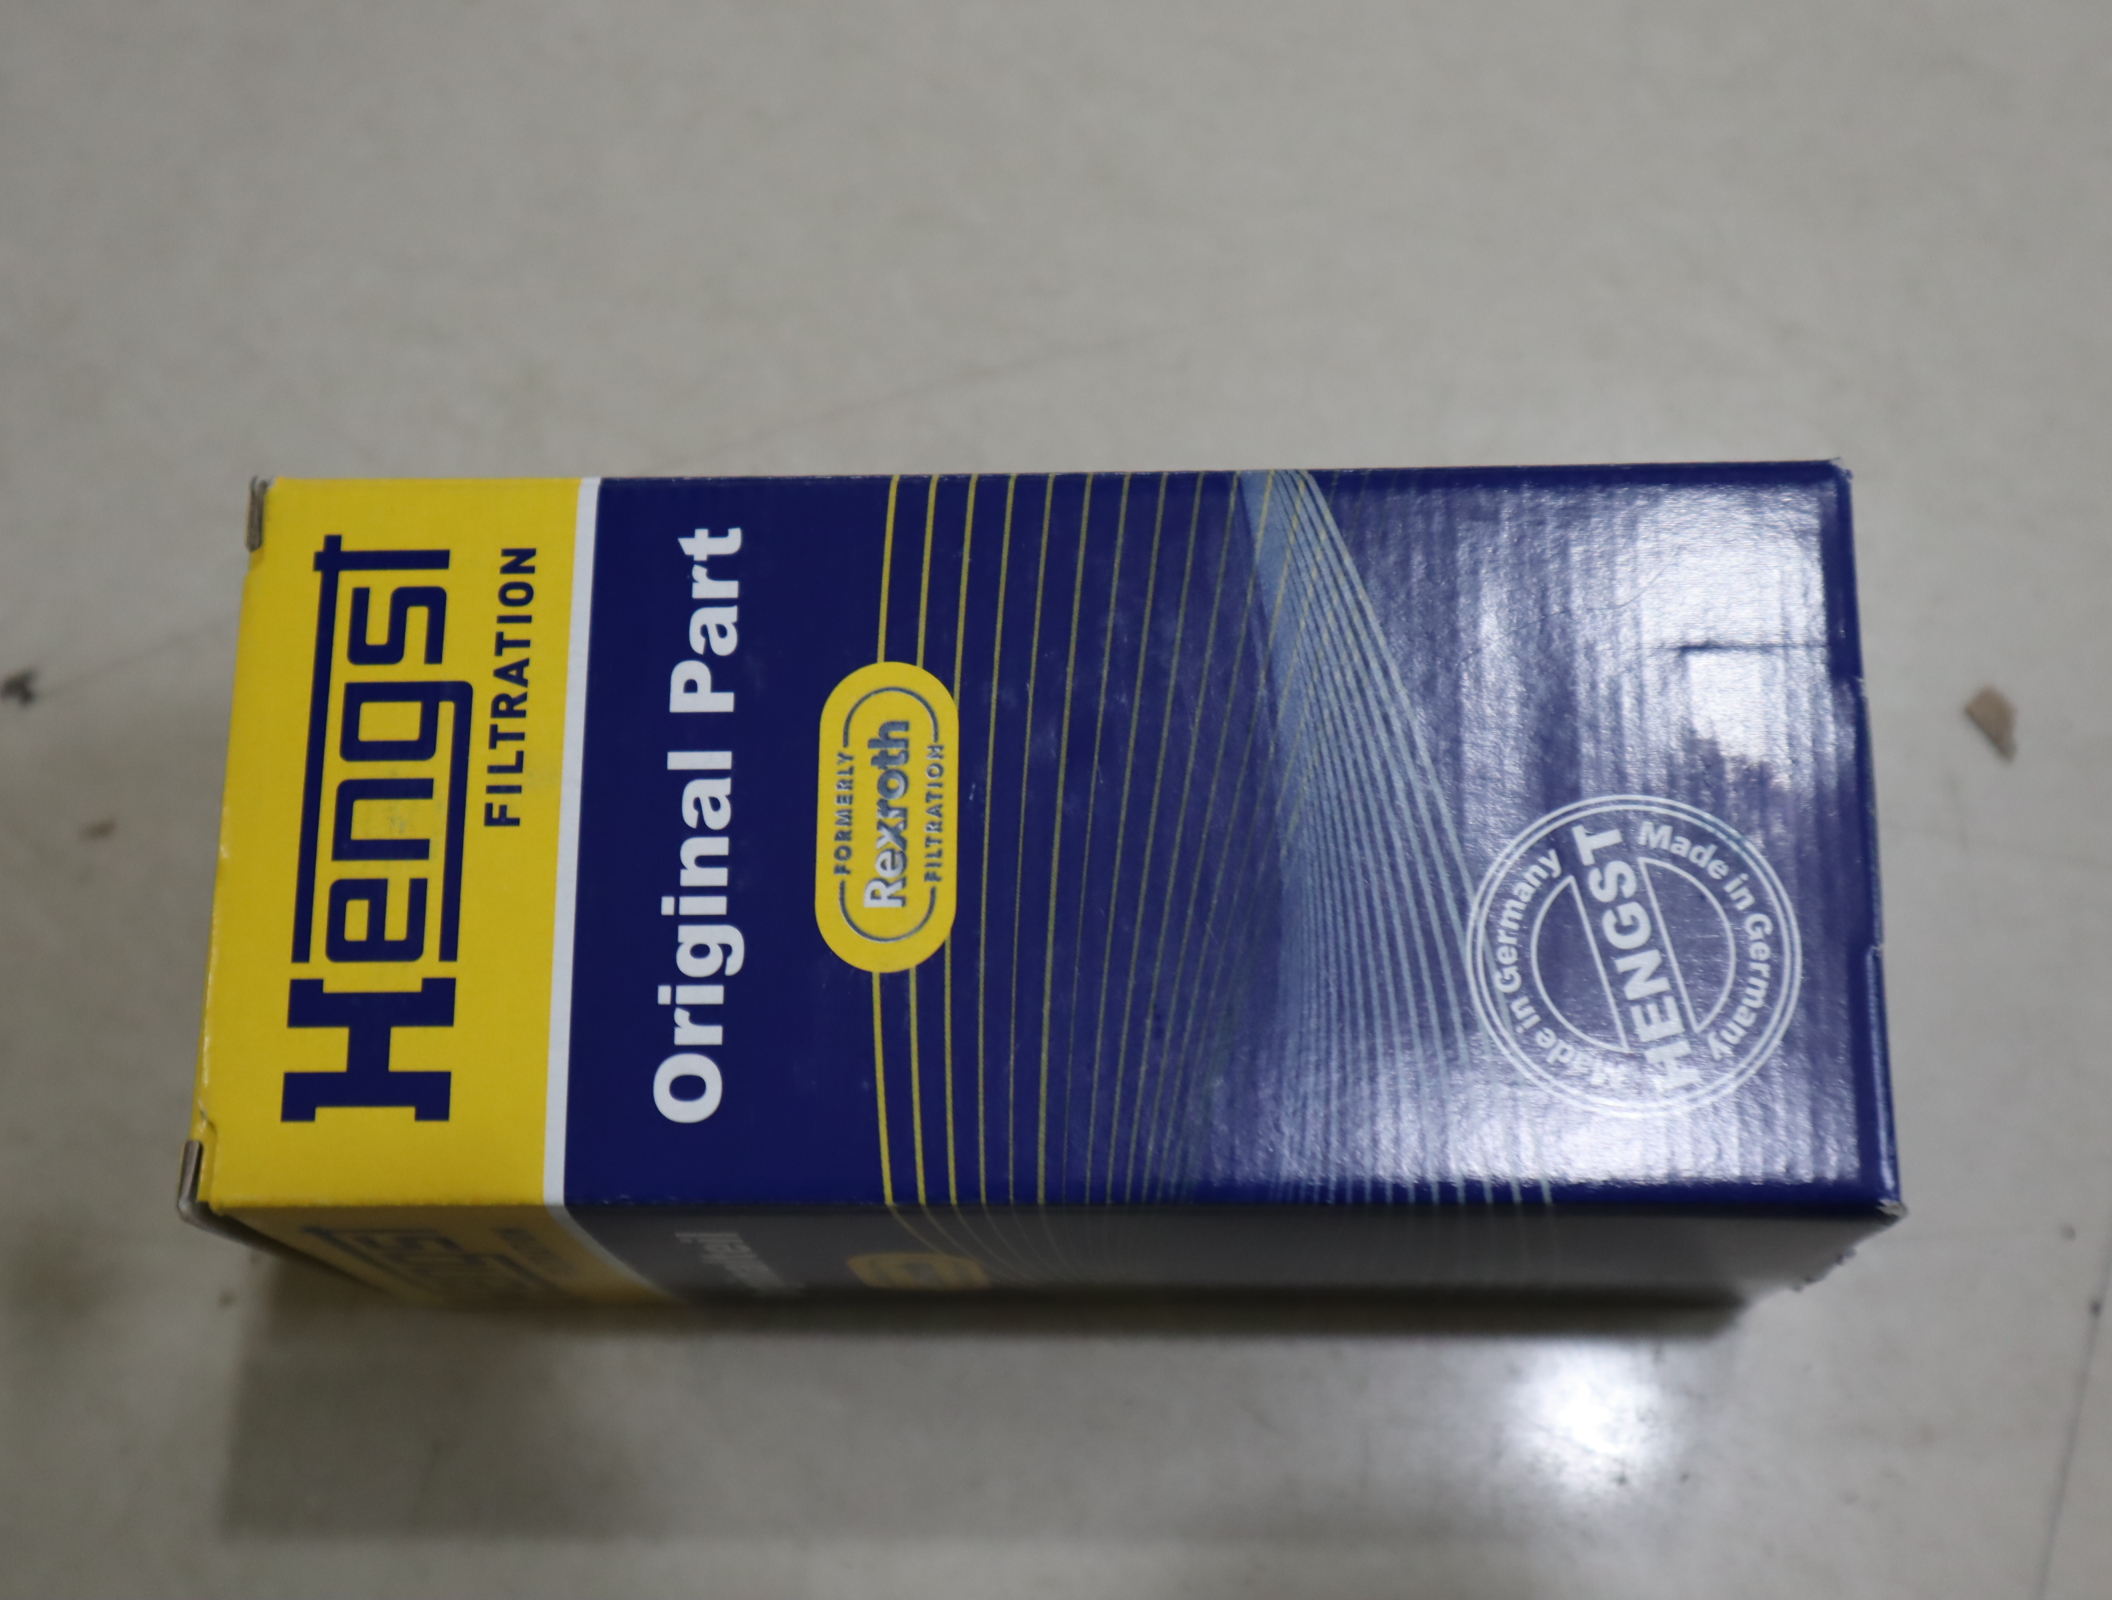 Hengst
FILTRATION
Original Part
FORMERLY
Rexroth
FILTRATION
Made in Germany
HENGST
Made in Germany